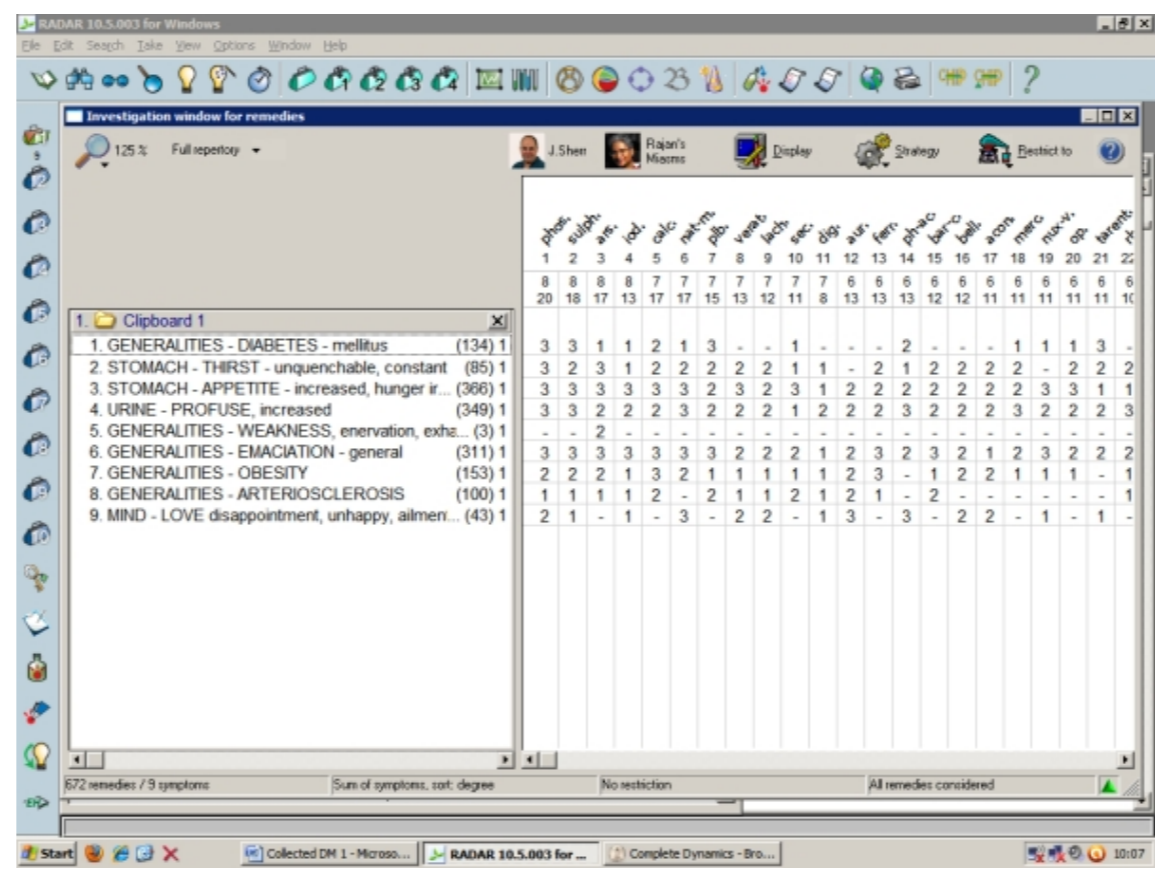 RADAR 10.5.003 for Windows
File Edit Search Take View Options Window Help
Investigation window for remedies
125 % Full repertory J.Sherr Rajan's Miasms Display Strategy Restrict to
phos. sulph. ars. iod. calc. nat-m. plb. verat. lach. sec. dig. aur. ferr. ph-ac. bar-c. bell. acon. merc. nux-v. op. tarent.
1 2 3 4 5 6 7 8 9 10 11 12 13 14 15 16 17 18 19 20 21 22
8 8 8 8 7 7 7 7 7 7 7 6 6 6 6 6 6 6 6 6 6 6
20 18 17 13 17 17 15 13 12 11 8 13 13 13 12 12 11 11 11 11 11 10
1. Clipboard 1
1. GENERALITIES - DIABETES - mellitus (134) 1 3 3 1 1 2 1 3 - - 1 - - - 2 - - - 1 1 1 3 -
2. STOMACH - THIRST - unquenchable, constant (85) 1 3 2 3 1 2 2 2 2 2 1 1 - 2 1 2 2 2 2 - 2 2 2
3. STOMACH - APPETITE - increased, hunger ir... (366) 1 3 3 3 3 3 3 2 3 2 3 1 2 2 2 2 2 2 2 3 3 1 1
4. URINE - PROFUSE, increased (349) 1 3 3 2 2 2 3 2 2 2 1 2 2 2 3 2 2 2 3 2 2 2 3
5. GENERALITIES - WEAKNESS, enervation, exha... (3) 1 - - 2 - - - - - - - - - - - - - - - - - - -
6. GENERALITIES - EMACIATION - general (311) 1 3 3 3 3 3 3 3 2 2 2 1 2 3 2 3 2 1 2 3 2 2 2
7. GENERALITIES - OBESITY (153) 1 2 2 2 1 3 2 1 1 1 1 1 2 3 - 1 2 2 1 1 1 - 1
8. GENERALITIES - ARTERIOSCLEROSIS (100) 1 1 1 1 1 2 - 2 1 1 2 1 2 1 - 2 - - - - - - 1
9. MIND - LOVE disappointment, unhappy, ailmen... (43) 1 2 1 - 1 - 3 - 2 2 - 1 3 - 3 - 2 2 - 1 - 1 -
672 remedies / 9 symptoms Sum of symptoms, sort: degree No restriction All remedies considered
Start Collected DM 1 - Microso... RADAR 10.5.003 for ... Complete Dynamics - Bro... 10:07